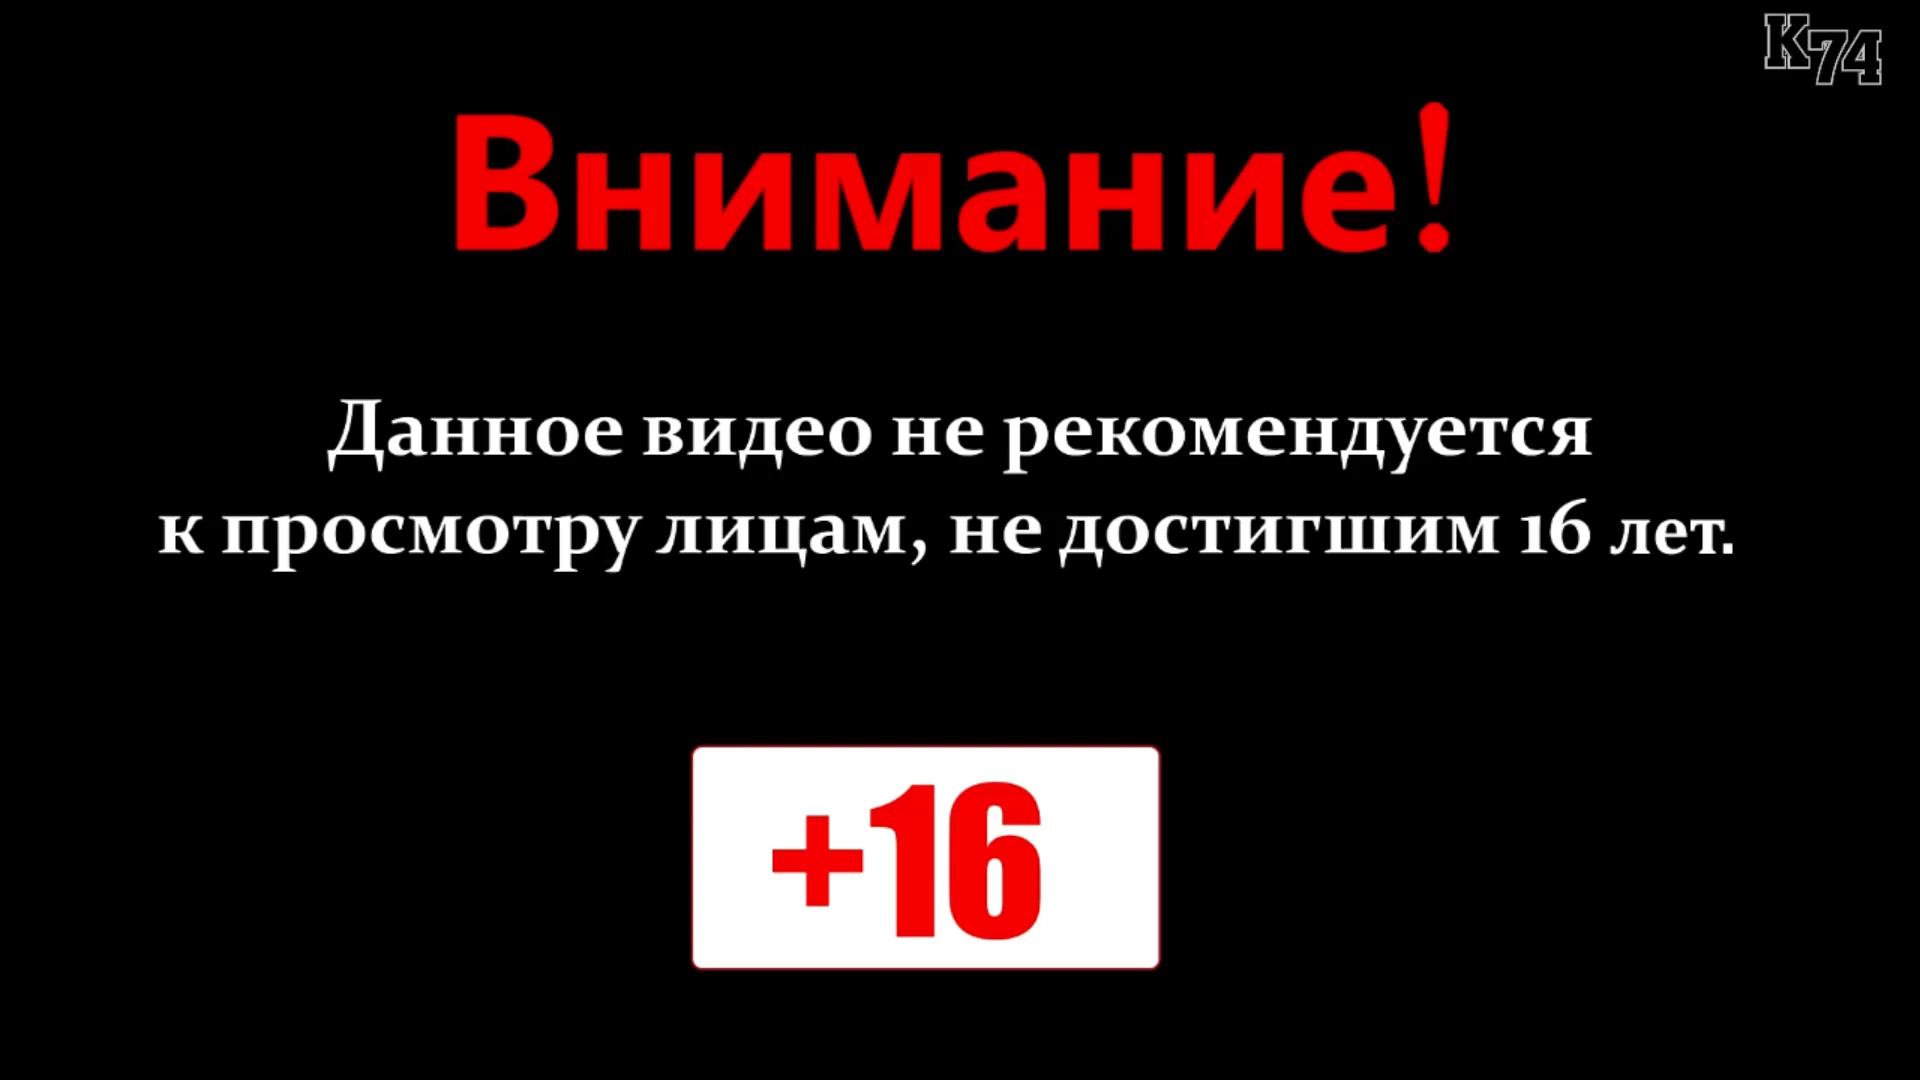 K74
Внимание!
Данное видео не рекомендуется
к просмотру лицам, не достигшим 16 лет.
+16